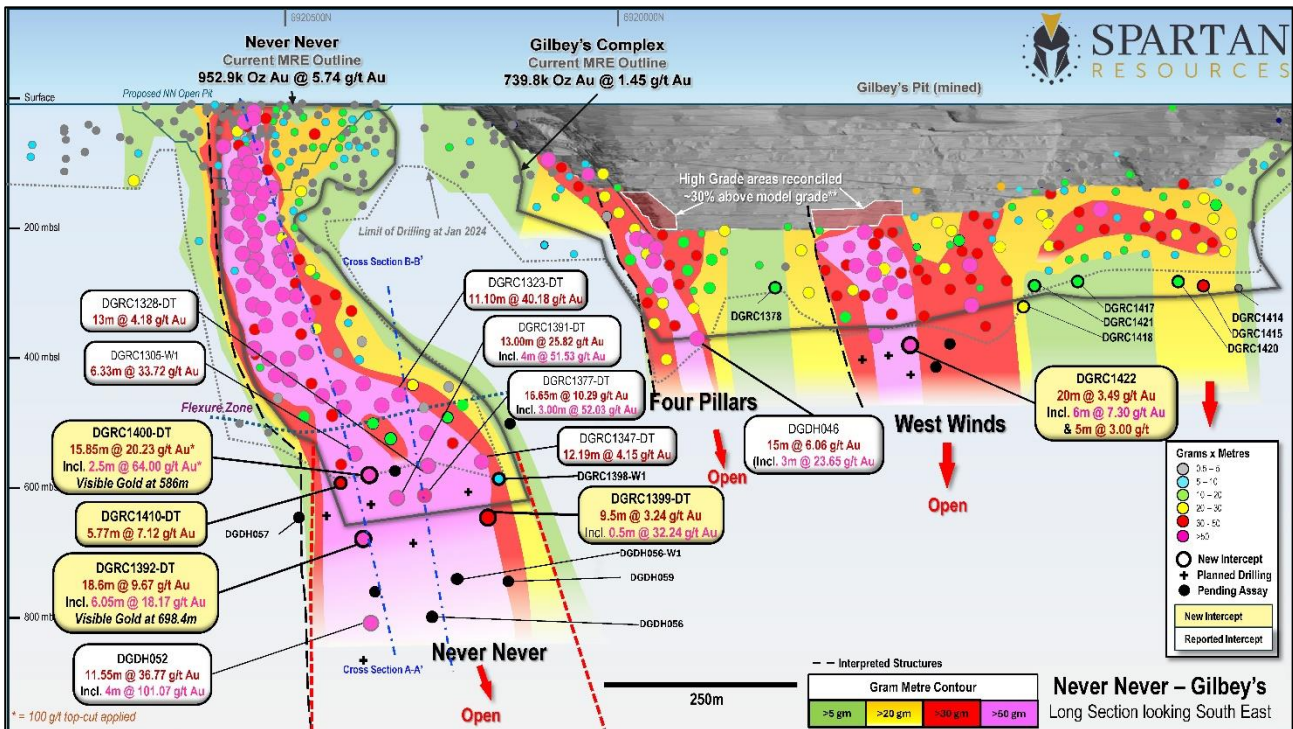 9920500N
6920000N
SPARTAN
RESOURCES
Never Never
Current MRE Outline
952.9k Oz Au @ 5.74 g/t Au
Gilbey's Complex
Current MRE Outline
739.8k Oz Au @ 1.45 g/t Au
Gilbey's Pit (mined)
Proposed NN Open Pit
Surface
High Grade areas reconciled
~30% above model grade**
200 mbsl
Limit of Drilling at Jan 2024
Cross Section B-B'
DGRC1328-DT
13m @ 4.18 g/t Au
DGRC1323-DT
11.10m @ 40.18 g/t Au
DGRC1391-DT
13.00m @ 25.82 g/t Au
Incl. 4m @ 51.53 g/t Au
DGRC1378
DGRC1417
DGRC1421
DGRC1418
DGRC1414
DGRC1415
DGRC1420
400 mbsl
DGRC1305-W1
6.33m @ 33.72 g/t Au
DGRC1377-DT
16.65m @ 10.29 g/t Au
Incl. 3.00m @ 52.03 g/t Au
Flexure Zone
Four Pillars
West Winds
DGRC1422
20m @ 3.49 g/t Au
Incl. 6m @ 7.30 g/t Au
& 5m @ 3.00 g/t
DGRC1400-DT
15.85m @ 20.23 g/t Au*
Incl. 2.5m @ 64.00 g/t Au*
Visible Gold at 586m
DGRC1347-DT
12.19m @ 4.15 g/t Au
DGDH046
15m @ 6.06 g/t Au
(Incl. 3m @ 23.65 g/t Au
Open
Open
Open
DGRC1398-W1
600 mbsl
DGRC1399-DT
9.5m @ 3.24 g/t Au
Incl. 0.5m @ 32.24 g/t Au
DGRC1410-DT
5.77m @ 7.12 g/t Au
DGDH057
DGRC1392-DT
18.6m @ 9.67 g/t Au
Incl. 6.05m @ 18.17 g/t Au
Visible Gold at 698.4m
DGDH056-W1
DGDH059
DGDH056
800 mb
DGDH052
11.55m @ 36.77 g/t Au
Incl. 4m @ 101.07 g/t Au
Never Never
Cross Section A-A'
* = 100 g/t top-cut applied
250m
Grams x Metres
0.5 – 5
5 – 10
10 – 20
20 – 30
30 - 50
>50
New Intercept
Planned Drilling
Pending Assay
New Intercept
Reported Intercept
Interpreted Structures
Gram Metre Contour
>5 gm
>20 gm
>30 gm
>50 gm
Never Never – Gilbey's
Long Section looking South East